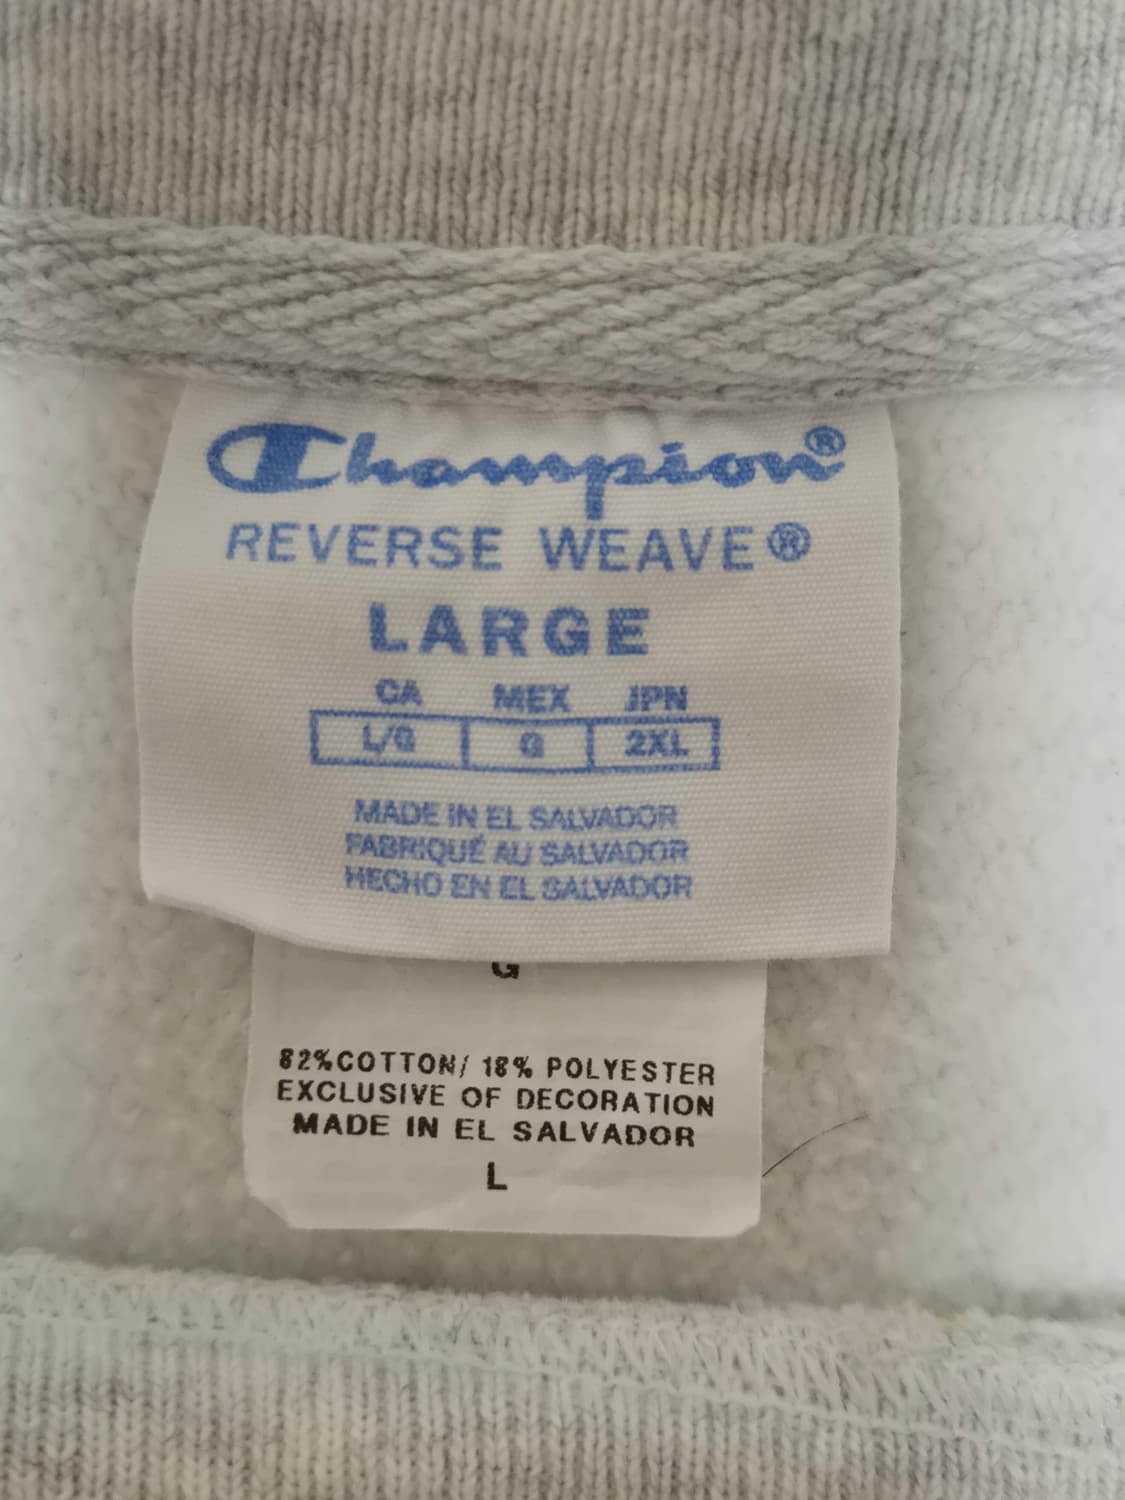 Champion®
REVERSE WEAVE®
LARGE
CA MEX JPN
L/G G 2XL
MADE IN EL SALVADOR
FABRIQUÉ AU SALVADOR
HECHO EN EL SALVADOR
G
82%COTTON/ 18% POLYESTER
EXCLUSIVE OF DECORATION
MADE IN EL SALVADOR
L